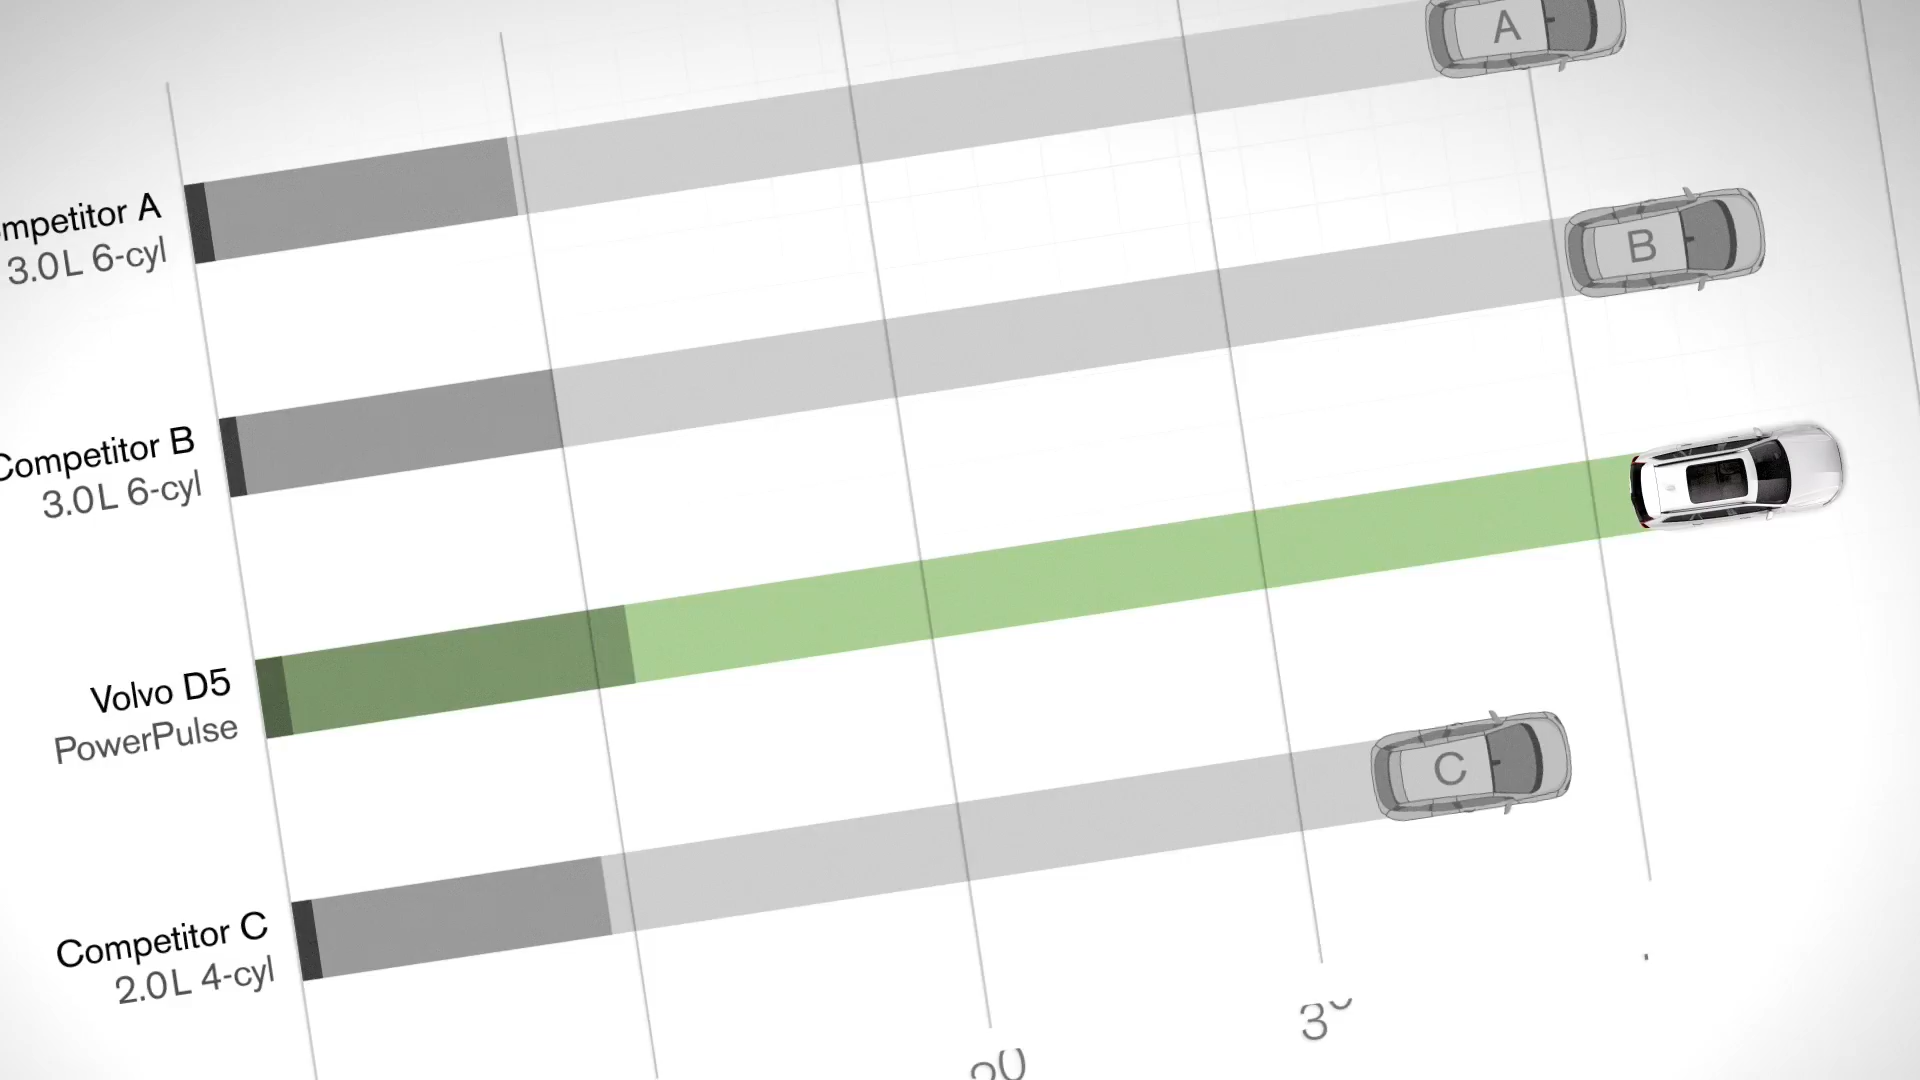 A
mpetitor A
3.0L 6-cyl
B
Competitor B
3.0L 6-cyl
Volvo D5
PowerPulse
C
Competitor C
2.0L 4-cyl